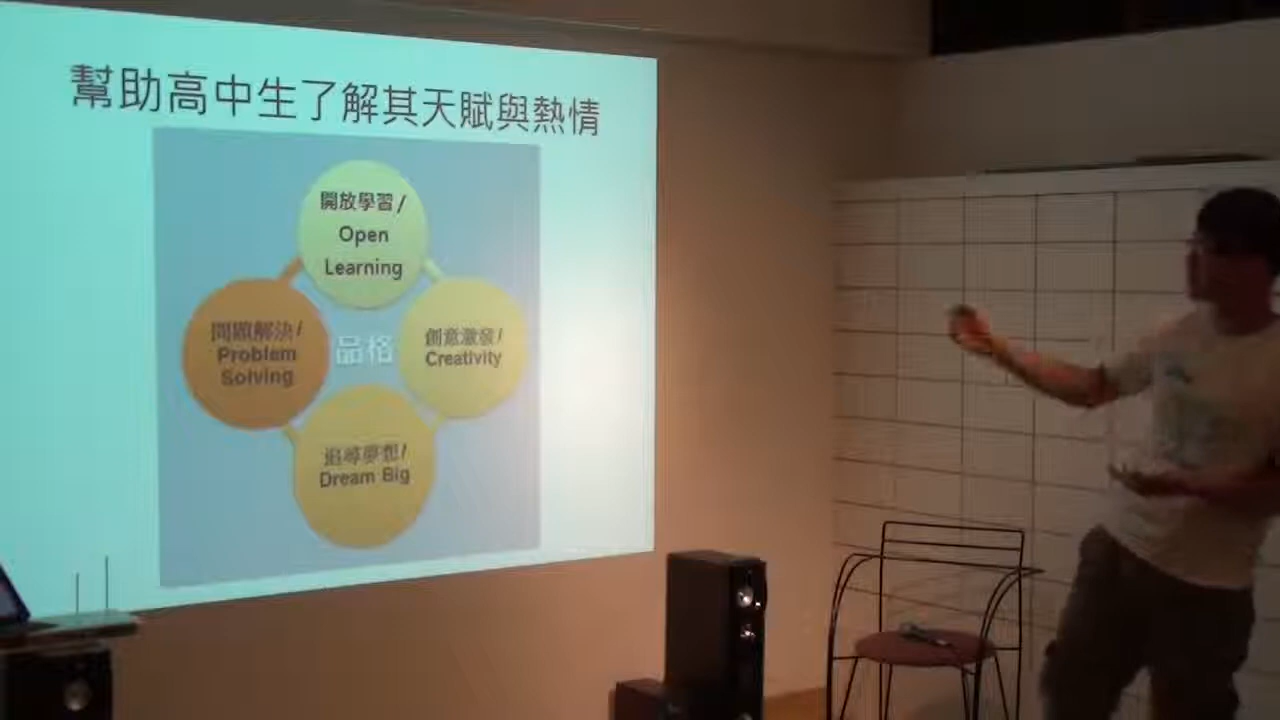 幫助高中生了解其天賦與熱情
開放學習/
Open
Learning
問題解決/
Problem
Solving
品格
創意激發/
Creativity
追尋夢想/
Dream Big